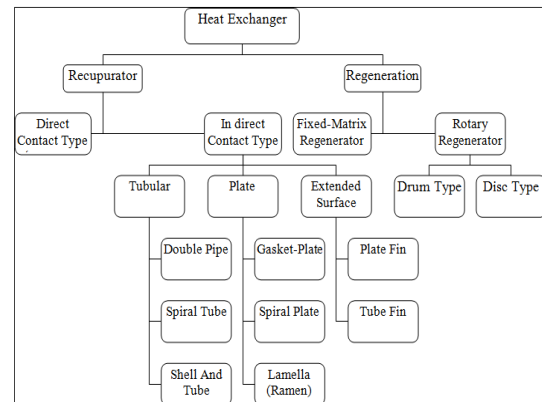 Heat Exchanger
Recupurator
Regeneration
Direct
Contact Type
In direct
Contact Type
Fixed-Matrix
Regenerator
Rotary
Regenerator
Tubular
Plate
Extended
Surface
Drum Type
Disc Type
Double Pipe
Gasket-Plate
Plate Fin
Spiral Tube
Spiral Plate
Tube Fin
Shell And
Tube
Lamella
(Ramen)